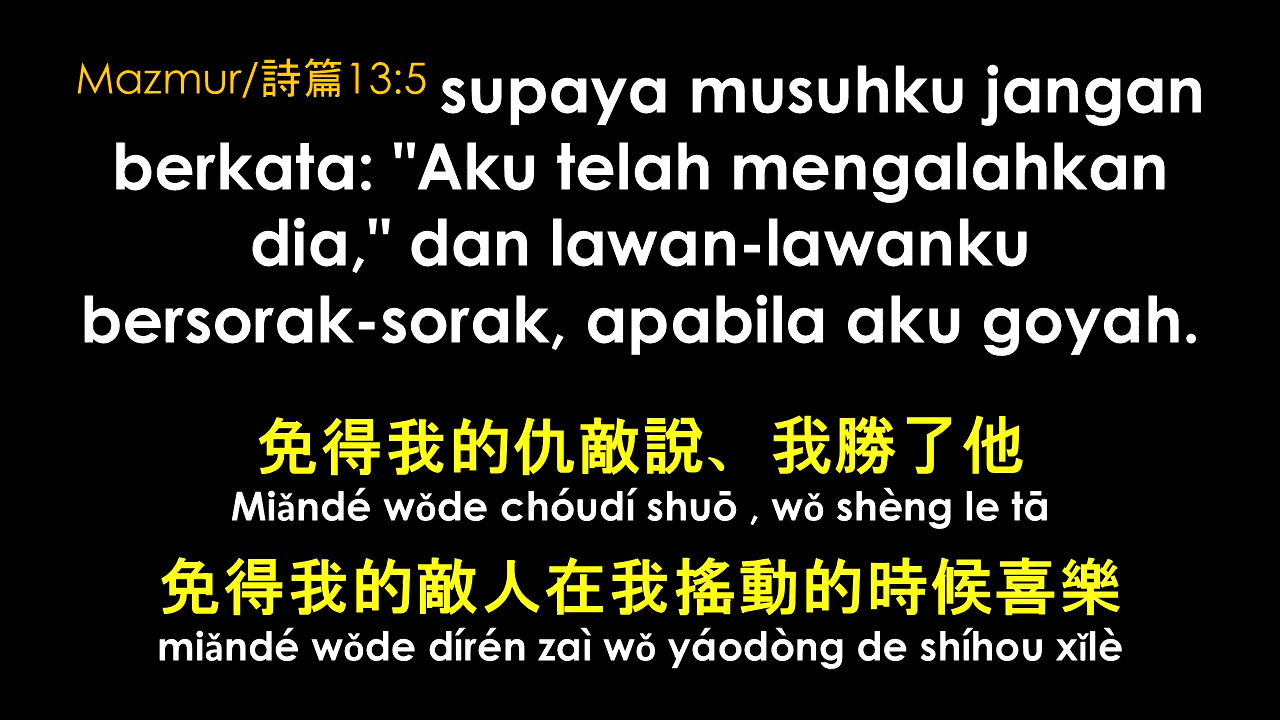 Mazmur/詩篇13:5 supaya musuhku jangan
berkata: "Aku telah mengalahkan
dia," dan lawan-lawanku
bersorak-sorak, apabila aku goyah.
免得我的仇敵說、我勝了他
Miǎndé wǒde chóudí shuō , wǒ shèng le tā
免得我的敵人在我搖動的時候喜樂
miǎndé wǒde dírén zaì wǒ yáodòng de shíhou xǐlè